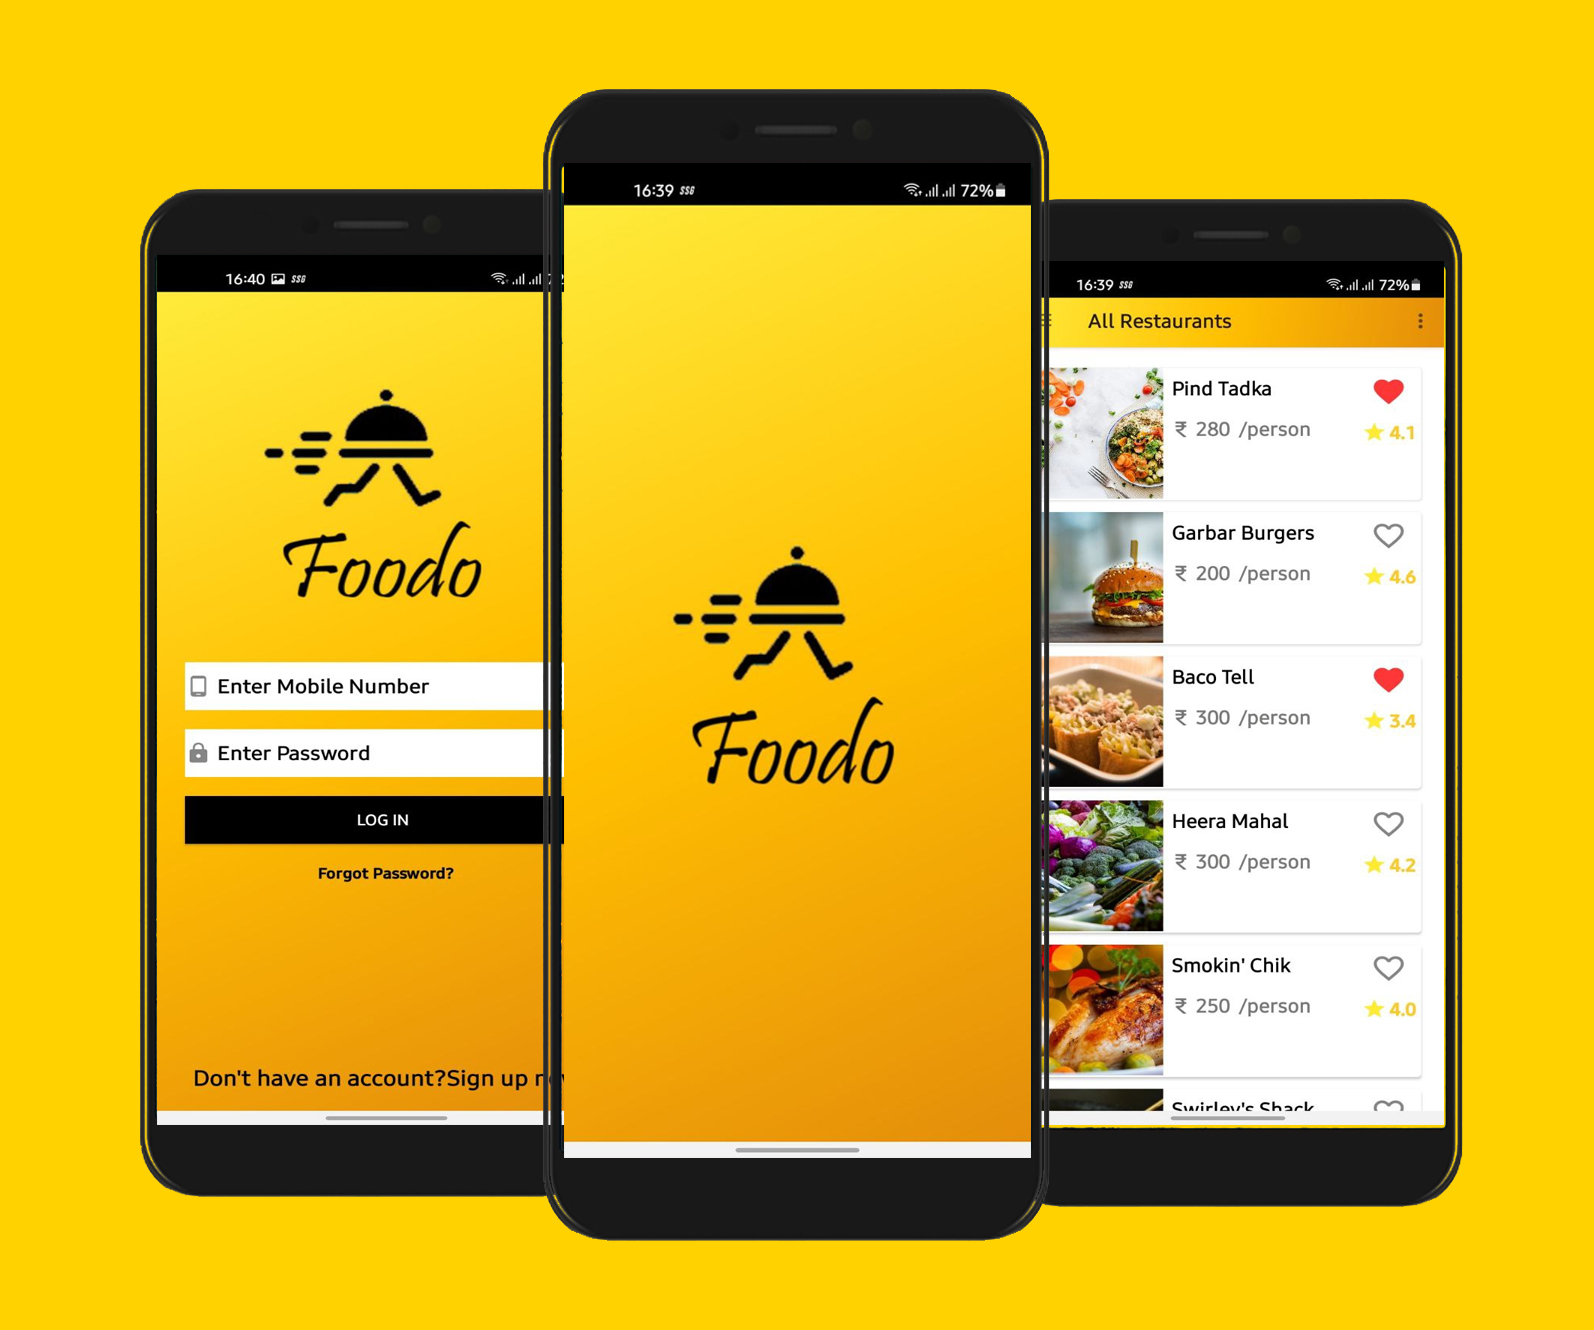 16:40 SSG
Foodo
Enter Mobile Number
Enter Password
LOG IN
Forgot Password?
Don't have an account?Sign up
16:39 SSG 72%
Foodo
16:39 SSG 72%
All Restaurants
Pind Tadka
₹ 280 /person
4.1
Garbar Burgers
₹ 200 /person
4.6
Baco Tell
₹ 300 /person
3.4
Heera Mahal
₹ 300 /person
4.2
Smokin' Chik
₹ 250 /person
4.0
Swirley's Shack